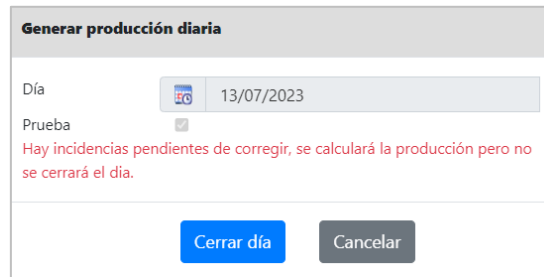 Generar producción diaria
Día
13/07/2023
Prueba
Hay incidencias pendientes de corregir, se calculará la producción pero no
se cerrará el dia.
Cerrar día
Cancelar